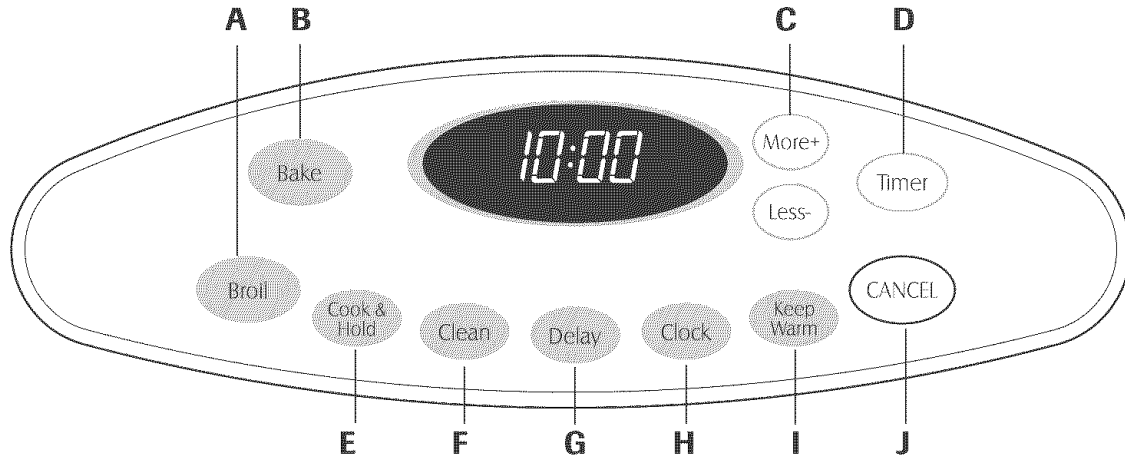 A B C D
10:00
More+
Bake
Timer
Less-
Broil
CANCEL
Cook &
Hold
Clean
Delay
Clock
Keep
Warm
E F G H I J